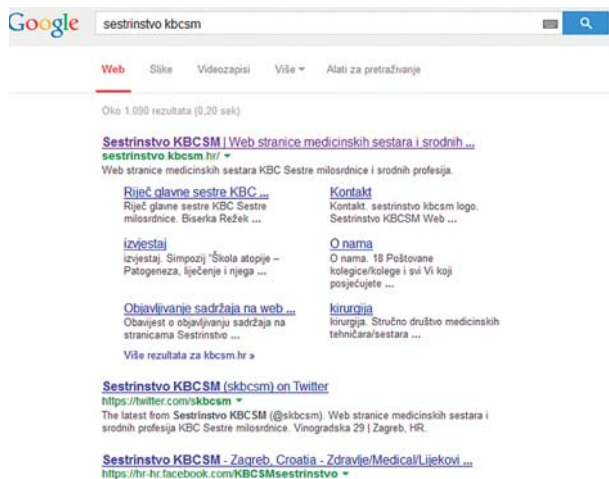 Google sestrinstvo kbcsm
Web Slike Videozapisi Više Alati za pretraživanje
Oko 1.090 rezultata (0,20 sek)
Sestrinstvo KBCSM | Web stranice medicinskih sestara i srodnih ...
sestrinstvo.kbcsm.hr/
Web stranice medicinskih sestara KBC Sestre milosrdnice i srodnih profesija.
Riječ glavne sestre KBC ...
Riječ glavne sestre KBC Sestre
milosrdnice. Biserka Režek ...
Kontakt
Kontakt. sestrinstvo kbcsm logo.
Sestrinstvo KBCSM Web ...
izvjestaj
izvjestaj. Simpozij "Škola atopije –
Patogeneza, liječenje i njega ...
O nama
O nama. 18 Poštovane
kolegice/kolege i svi Vi koji
posjećujete ...
Objavljivanje sadržaja na web ...
Obavijest o objavljivanju sadržaja na
stranicama Sestrinstvo ...
kirurgija
kirurgija. Stručno društvo medicinskih
tehničara/sestara ...
Više rezultata za kbcsm.hr »
Sestrinstvo KBCSM (skbcsm) on Twitter
https://twitter.com/skbcsm
The latest from Sestrinstvo KBCSM (@skbcsm). Web stranice medicinskih sestara i
srodnih profesija KBC Sestre milosrdnice. Vinogradska 29 | Zagreb, HR.
Sestrinstvo KBCSM - Zagreb, Croatia - Zdravlje/Medical/Lijekovi ...
https://hr-hr.facebook.com/KBCSMsestrinstvo